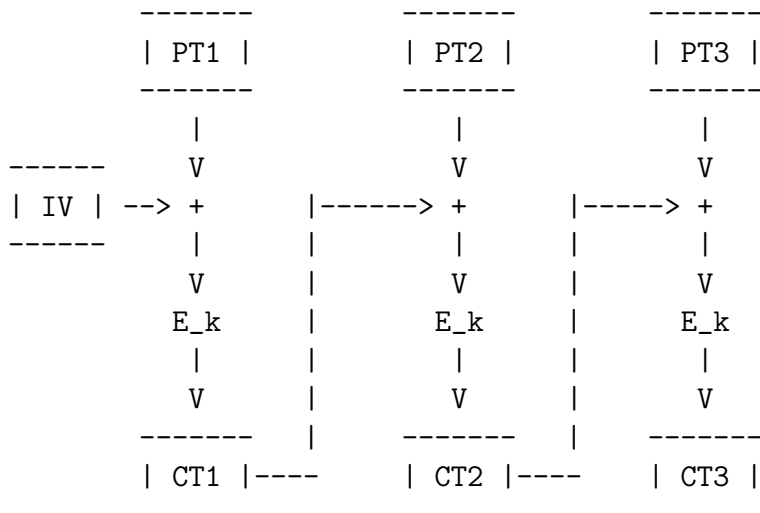 -------          -------         -------
| PT1 |          | PT2 |         | PT3 |
-------          -------         -------
   |                |               |
------     V                V               V
| IV | --> +      |------> +      |-----> +
------     |      |         |      |        |
   V      |         V      |        V
  E_k     |        E_k     |       E_k
   |      |         |      |        |
   V      |         V      |        V
-------   |      -------   |     -------
| CT1 |----      | CT2 |----     | CT3 |